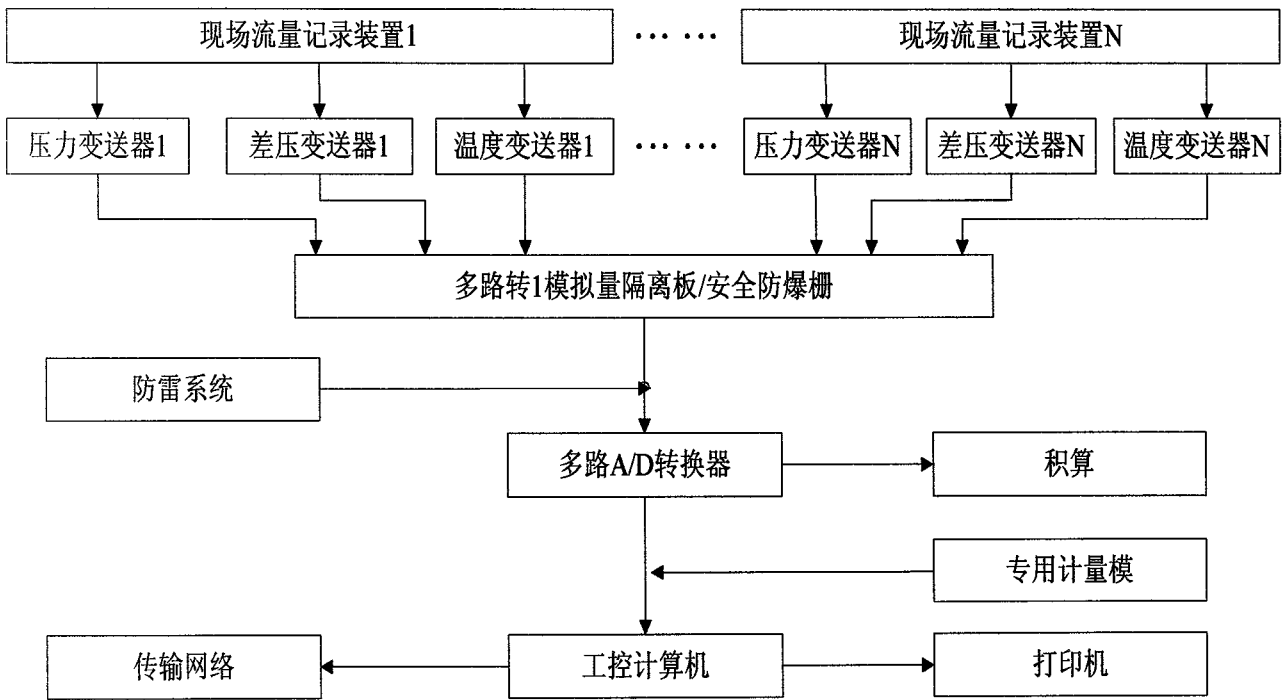 现场流量记录装置1
… …
现场流量记录装置N
压力变送器1
差压变送器1
温度变送器1
… …
压力变送器N
差压变送器N
温度变送器N
多路转1模拟量隔离板/安全防爆栅
防雷系统
多路A/D转换器
积算
专用计量模
传输网络
工控计算机
打印机